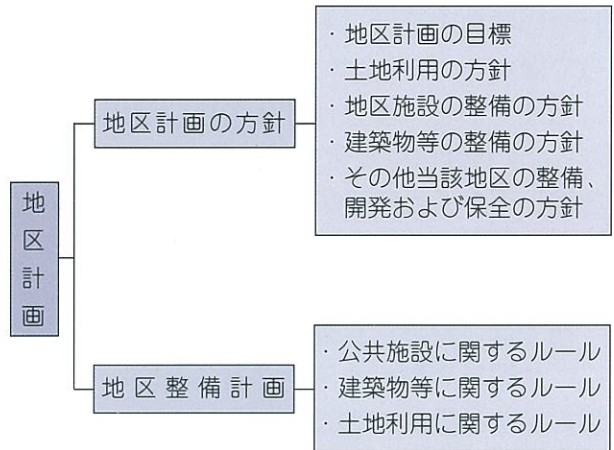 地区計画
地区計画の方針
・地区計画の目標
・土地利用の方針
・地区施設の整備の方針
・建築物等の整備の方針
・その他当該地区の整備、
開発および保全の方針
地区整備計画
・公共施設に関するルール
・建築物等に関するルール
・土地利用に関するルール